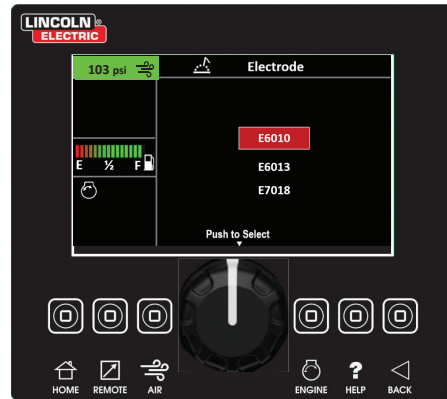 LINCOLN®
ELECTRIC
103 psi
Electrode
E6010
E ½ F
E6013
E7018
Push to Select
HOME
REMOTE
AIR
ENGINE
?
HELP
BACK